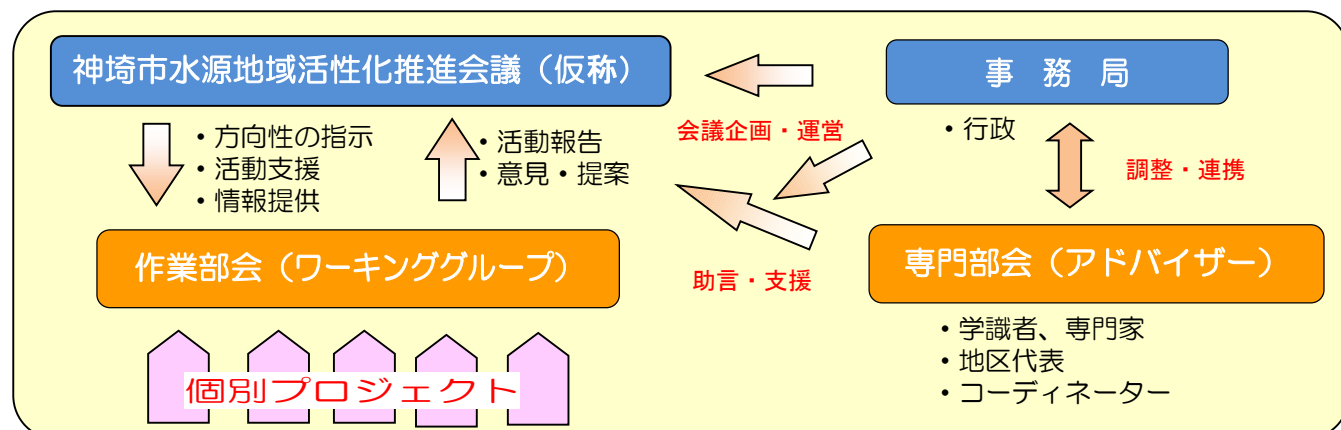 神埼市水源地域活性化推進会議（仮称）
事　務　局
・方向性の指示
・活動支援
・情報提供
・活動報告
・意見・提案
会議企画・運営
・行政
調整・連携
作業部会（ワーキンググループ）
助言・支援
専門部会（アドバイザー）
・学識者、専門家
・地区代表
・コーディネーター
個別プロジェクト